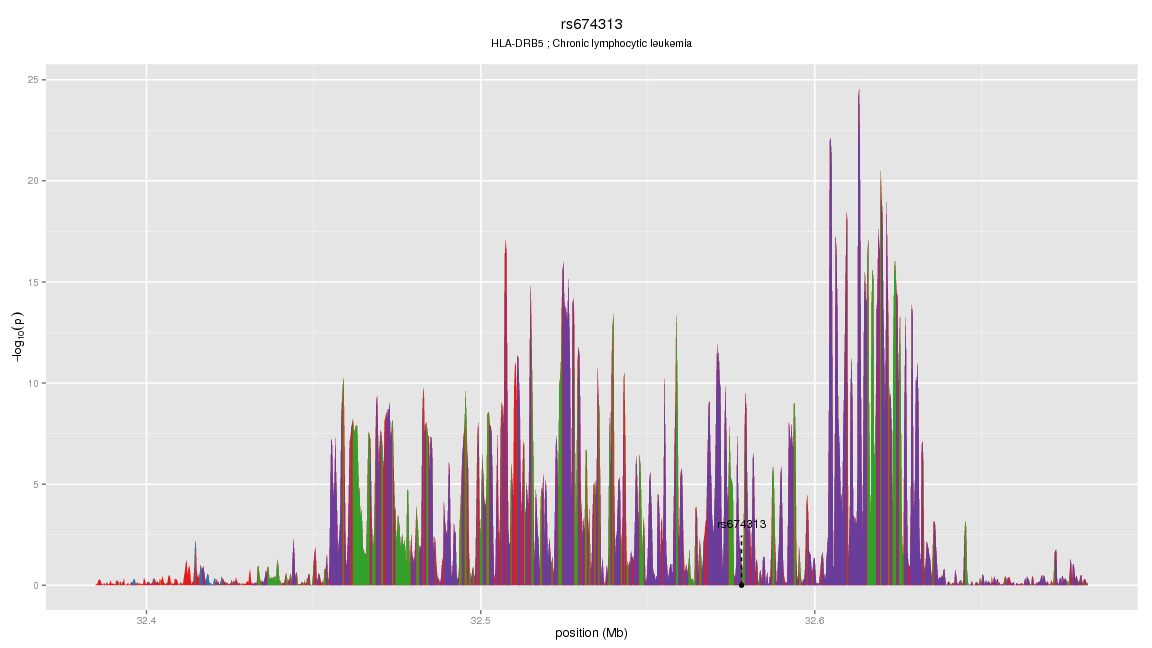 rs674313
HLA-DRB5 ; Chronic lymphocytic leukemia
25
20
15
10
5
0
−log10(p)
rs674313
32.4
32.5
32.6
position (Mb)